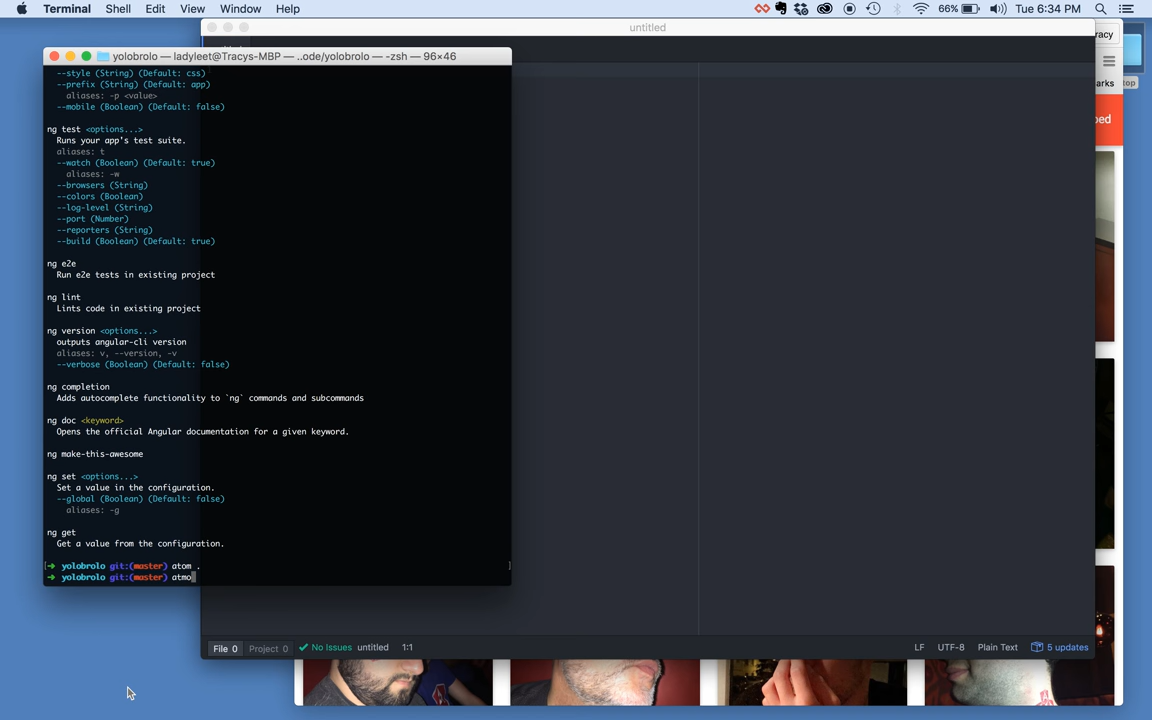 Terminal Shell Edit View Window Help 66% Tue 6:34 PM
untitled
racy
yolobrolo — ladyleet@Tracys-MBP — ..ode/yolobrolo — -zsh — 96×46
arks
top
ped
--style (String) (Default: css)
--prefix (String) (Default: app)
aliases: -p <value>
--mobile (Boolean) (Default: false)
ng test <options...>
Runs your app's test suite.
aliases: t
--watch (Boolean) (Default: true)
aliases: -w
--browsers (String)
--colors (Boolean)
--log-level (String)
--port (Number)
--reporters (String)
--build (Boolean) (Default: true)
ng e2e
Run e2e tests in existing project
ng lint
Lints code in existing project
ng version <options...>
outputs angular-cli version
aliases: v, --version, -v
--verbose (Boolean) (Default: false)
ng completion
Adds autocomplete functionality to `ng` commands and subcommands
ng doc <keyword>
Opens the official Angular documentation for a given keyword.
ng make-this-awesome
ng set <options...>
Set a value in the configuration.
--global (Boolean) (Default: false)
aliases: -g
ng get
Get a value from the configuration.
[➜ yolobrolo git:(master) atom . ]
➜ yolobrolo git:(master) atmo
File 0 Project 0 No Issues untitled 1:1 LF UTF-8 Plain Text 5 updates